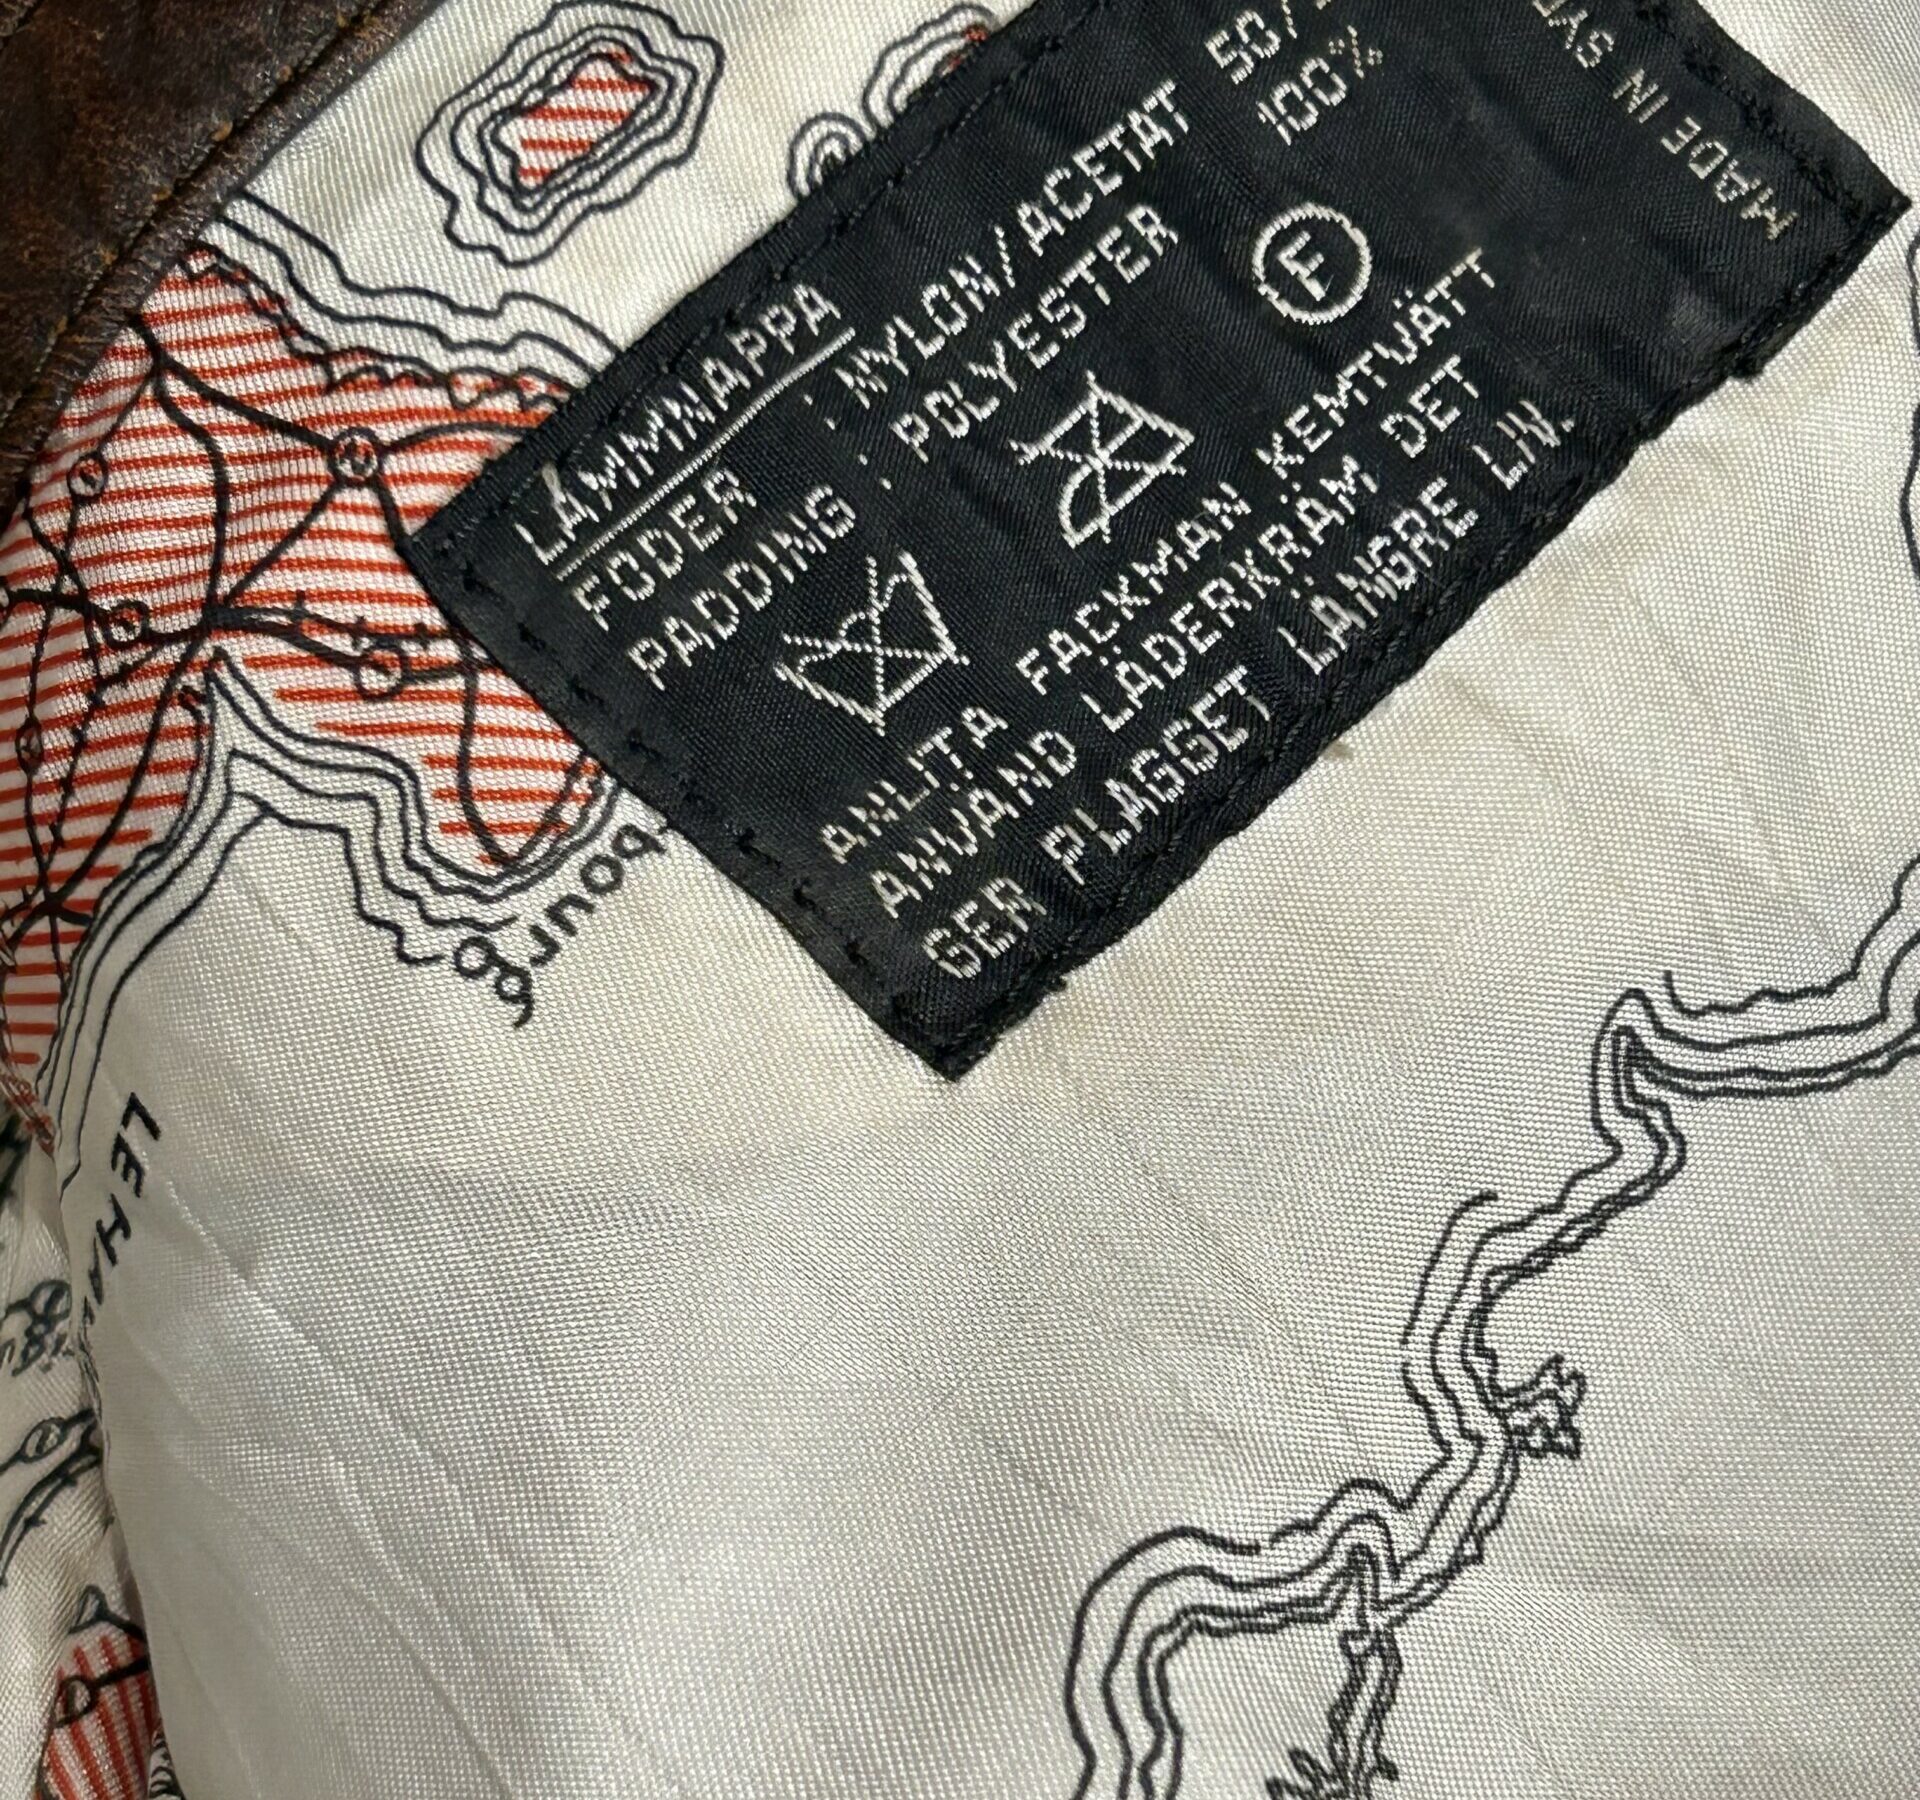 LAMMNAPPA
FODER : NYLON/ACETAT 50/
PADDING : POLYESTER 100%
F
ANLITA FACKMAN KEMTVÄTT
ANVÄND LÄDERKRÄM DET
GER PLAGGET LÄNGRE LIV.
MADE IN SYD